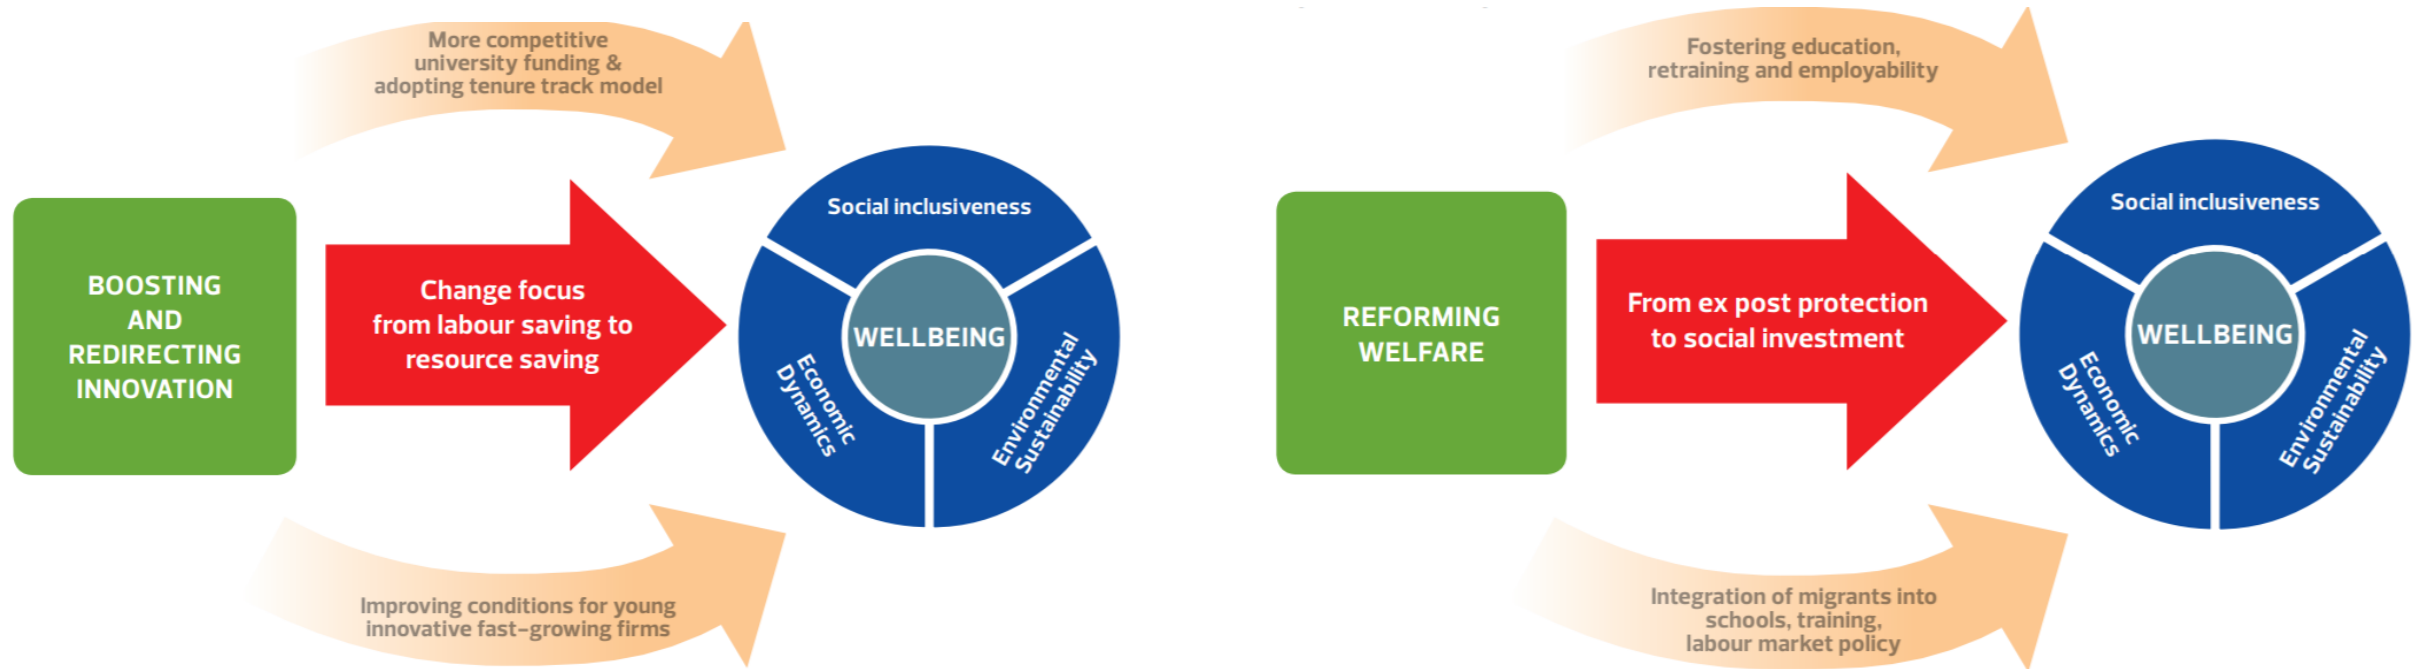 More competitive
university funding &
adopting tenure track model
BOOSTING
AND
REDIRECTING
INNOVATION
Change focus
from labour saving to
resource saving
Social inclusiveness
WELLBEING
Economic
Dynamics
Environmental
Sustainability
Improving conditions for young
innovative fast-growing firms
Fostering education,
retraining and employability
REFORMING
WELFARE
From ex post protection
to social investment
Social inclusiveness
WELLBEING
Economic
Dynamics
Environmental
Sustainability
Integration of migrants into
schools, training,
labour market policy